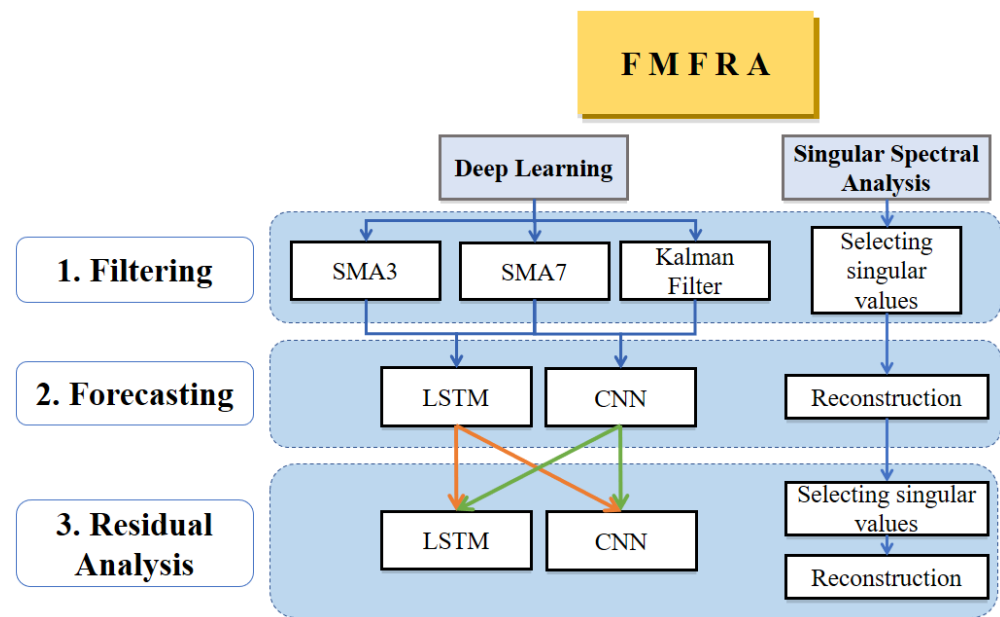 F M F R A
Deep Learning
Singular Spectral
Analysis
1. Filtering
SMA3
SMA7
Kalman
Filter
Selecting
singular
values
2. Forecasting
LSTM
CNN
Reconstruction
3. Residual
Analysis
LSTM
CNN
Selecting singular
values
Reconstruction